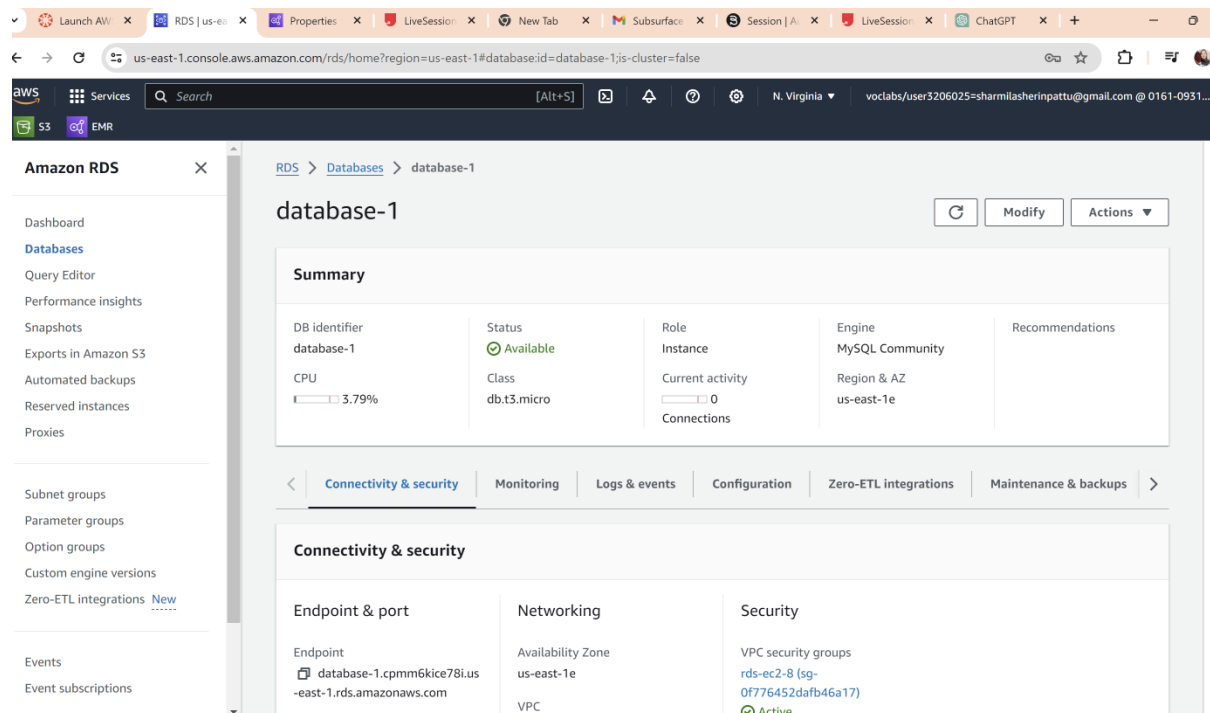 Launch AW
RDS | us-ea
Properties
LiveSession
New Tab
Subsurface
Session | A
LiveSession
ChatGPT
us-east-1.console.aws.amazon.com/rds/home?region=us-east-1#database:id=database-1;is-cluster=false
aws
Services
Search
[Alt+S]
N. Virginia
voclabs/user3206025=sharmilasherinpattu@gmail.com @ 0161-0931...
S3
EMR
Amazon RDS
Dashboard
Databases
Query Editor
Performance insights
Snapshots
Exports in Amazon S3
Automated backups
Reserved instances
Proxies
Subnet groups
Parameter groups
Option groups
Custom engine versions
Zero-ETL integrations New
Events
Event subscriptions
RDS > Databases > database-1
database-1
Modify
Actions
Summary
DB identifier
database-1
Status
Available
Role
Instance
Engine
MySQL Community
Recommendations
CPU
3.79%
Class
db.t3.micro
Current activity
0
Connections
Region & AZ
us-east-1e
Connectivity & security
Monitoring
Logs & events
Configuration
Zero-ETL integrations
Maintenance & backups
Connectivity & security
Endpoint & port
Endpoint
database-1.cpmm6kice78i.us
-east-1.rds.amazonaws.com
Networking
Availability Zone
us-east-1e
VPC
Security
VPC security groups
rds-ec2-8 (sg-
0f776452dafb46a17)
Active